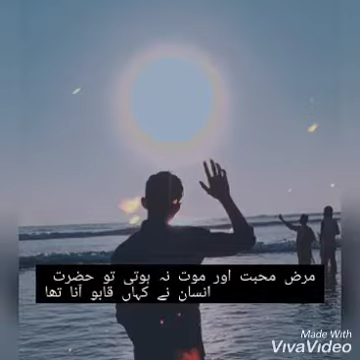 مرض محبت اور موت نہ ہوتی تو حضرت
انسان نے کہاں قابو آنا تھا
Made With
VivaVideo